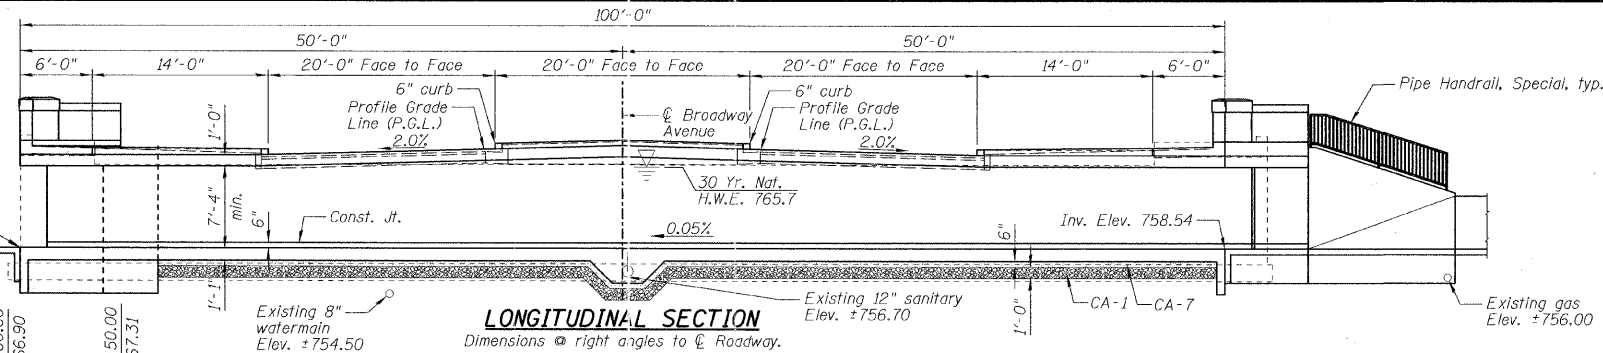 100'-0"
50'-0" 50'-0"
6'-0" 14'-0" 20'-0" Face to Face 20'-0" Face to Face 20'-0" Face to Face 14'-0" 6'-0"
Pipe Handrail, Special, typ.
6" curb
Profile Grade
Line (P.G.L.)
2.0%
℄ Broadway
Avenue
6" curb
Profile Grade
Line (P.G.L.)
2.0%
1'-0"
30 Yr. Nat.
H.W.E. 765.7
7'-4"
min.
6"
Const. Jt.
0.05%
Inv. Elev. 758.54
6"
1'-1"
Existing 8"
watermain
Elev. ±754.50
Existing 12" sanitary
Elev. ±756.70
1'-0"
CA-1
CA-7
Existing gas
Elev. ±756.00
50.00
67.31
LONGITUDINAL SECTION
Dimensions @ right angles to ℄ Roadway.